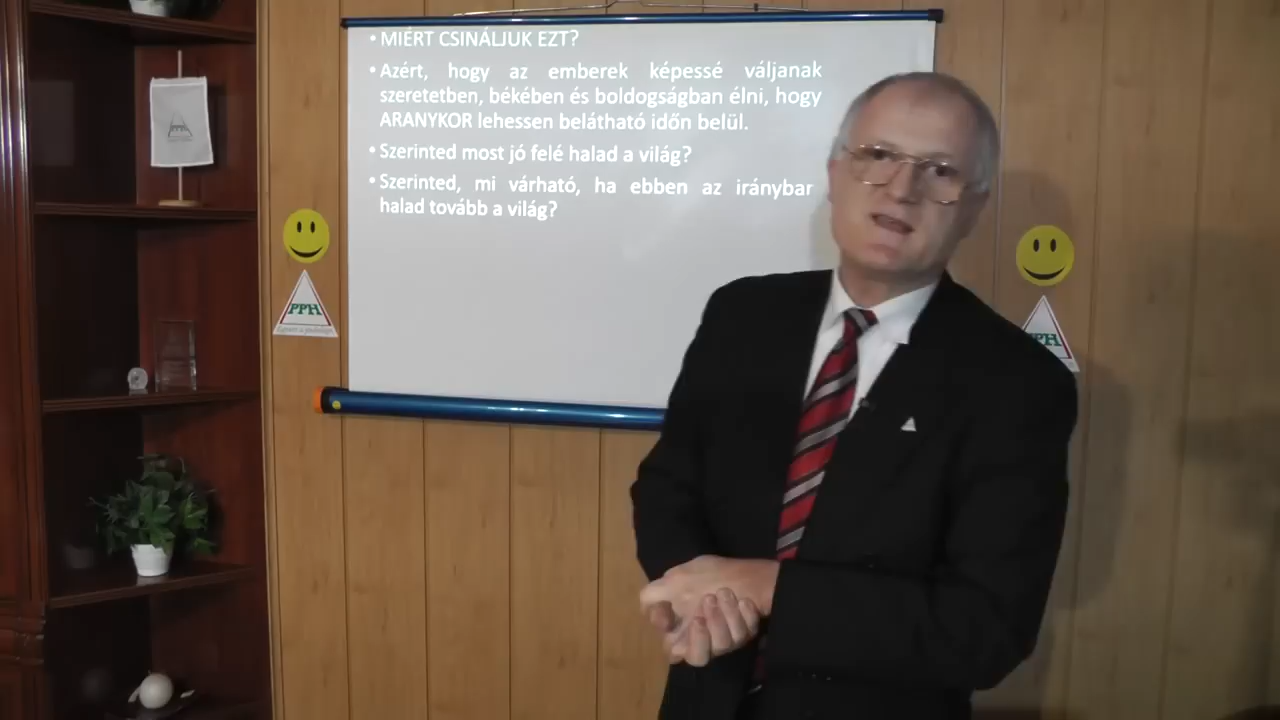 • MIÉRT CSINÁLJUK EZT?
• Azért, hogy az emberek képessé váljanak
szeretetben, békében és boldogságban élni, hogy
ARANYKOR lehessen belátható időn belül.
• Szerinted most jó felé halad a világ?
• Szerinted, mi várható, ha ebben az iránybar
halad tovább a világ?
PPH
PPH